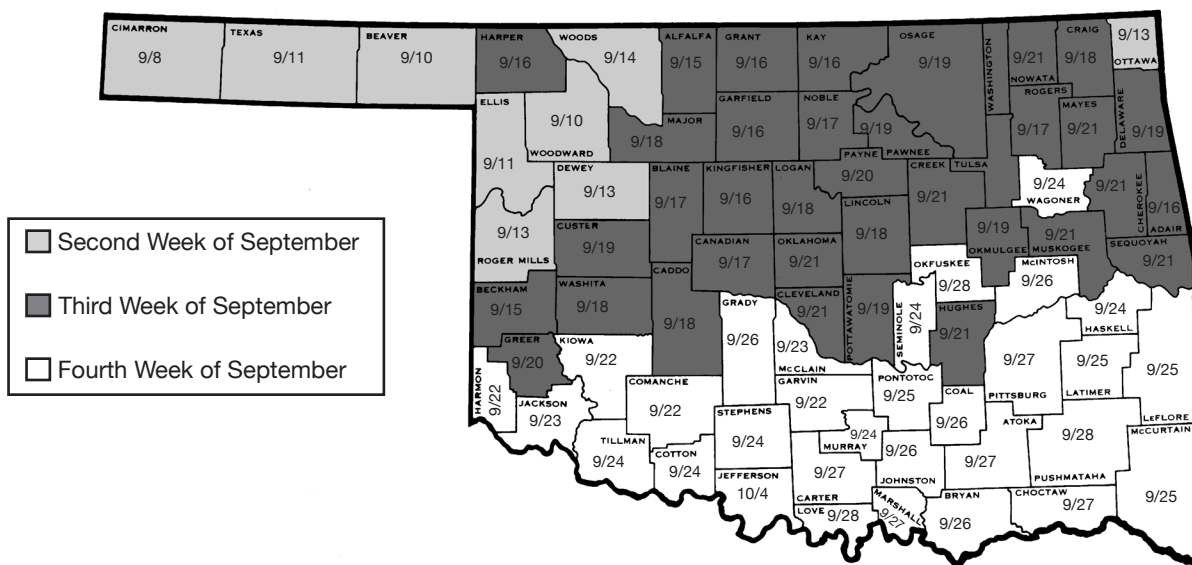 CIMARRON
9/8
TEXAS
9/11
BEAVER
9/10
HARPER
9/16
WOODS
9/14
ALFALFA
9/15
GRANT
9/16
KAY
9/16
OSAGE
9/19
WASHINGTON
9/21
NOWATA
CRAIG
9/18
9/13
OTTAWA
ELLIS
9/11
9/10
WOODWARD
MAJOR
9/18
GARFIELD
9/16
NOBLE
9/17
9/19
PAWNEE
ROGERS
9/17
MAYES
9/21
DELAWARE
9/19
DEWEY
9/13
BLAINE
9/17
KINGFISHER
9/16
LOGAN
9/18
PAYNE
9/20
CREEK
9/21
TULSA
9/24
WAGONER
9/21
CHEROKEE
9/16
ADAIR
9/13
ROGER MILLS
CUSTER
9/19
CANADIAN
9/17
OKLAHOMA
9/21
LINCOLN
9/18
9/19
OKMULGEE
9/21
MUSKOGEE
SEQUOYAH
9/21
BECKHAM
9/15
WASHITA
9/18
CADDO
9/18
GRADY
9/26
CLEVELAND
9/21
POTTAWATOMIE
9/19
SEMINOLE
9/24
OKFUSKEE
9/28
HUGHES
9/21
McINTOSH
9/26
9/24
HASKELL
GREER
9/20
KIOWA
9/22
9/23
McCLAIN
9/27
PITTSBURG
9/25
LATIMER
9/25
LEFLORE
HARMON
9/22
JACKSON
9/23
COMANCHE
9/22
GARVIN
9/22
PONTOTOC
9/25
COAL
9/26
TILLMAN
9/24
COTTON
9/24
STEPHENS
9/24
9/24
MURRAY
9/26
JOHNSTON
ATOKA
9/27
9/28
PUSHMATAHA
McCURTAIN
9/25
JEFFERSON
10/4
9/27
CARTER
LOVE
9/28
MARSHALL
9/27
BRYAN
9/26
CHOCTAW
9/27
Second Week of September
Third Week of September
Fourth Week of September